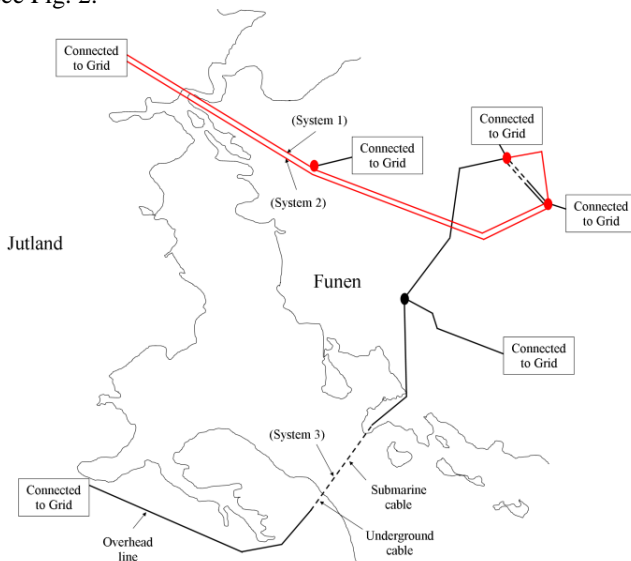 ee Fig. 2.
Connected
to Grid
(System 1)
Connected
to Grid
Connected
to Grid
(System 2)
Connected
to Grid
Jutland
Funen
Connected
to Grid
(System 3)
Connected
to Grid
Submarine
cable
Overhead
line
Underground
cable